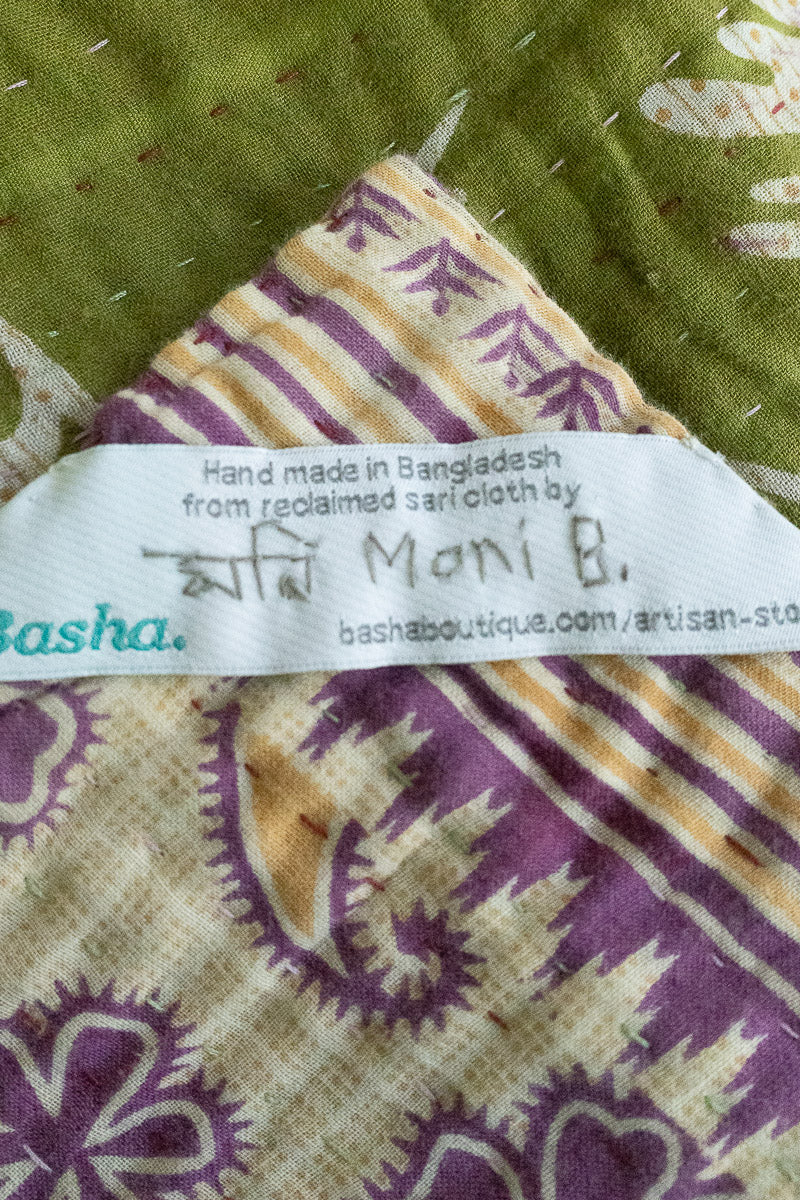 Hand made in Bangladesh
from reclaimed sari cloth by
মনি Moni B.
Basha.
bashaboutique.com/artisan-sto